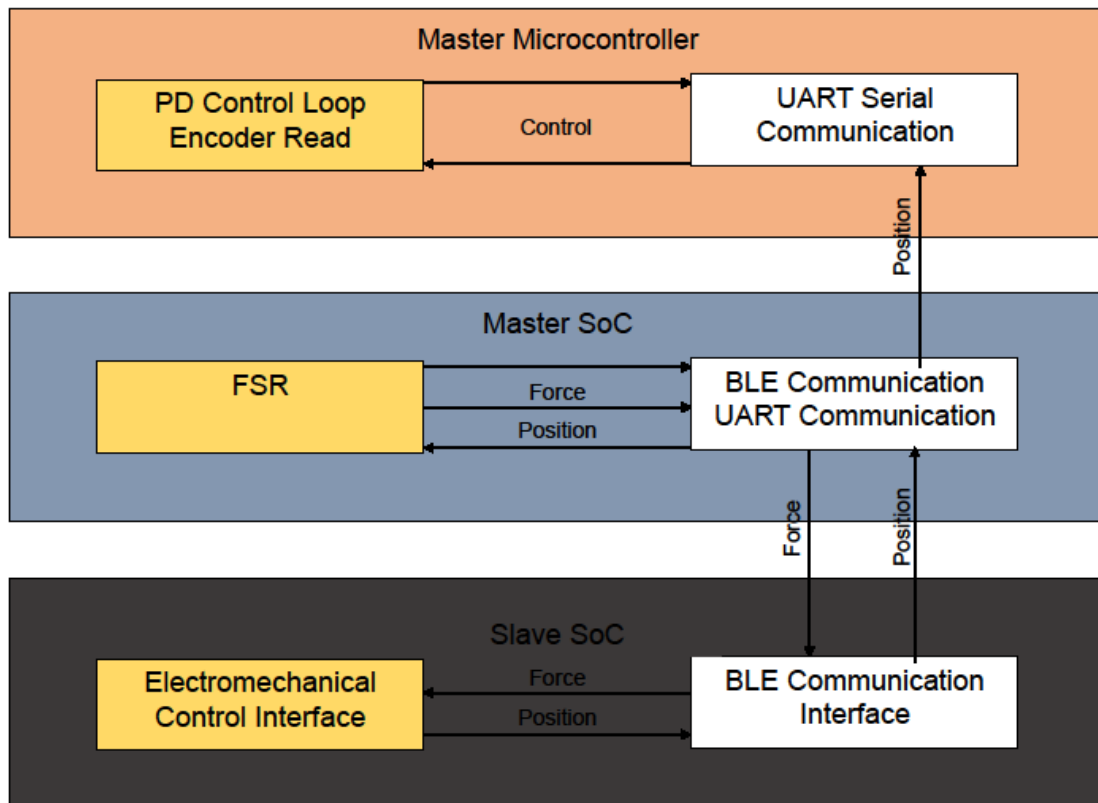 Master Microcontroller
PD Control Loop
Encoder Read
Control
UART Serial
Communication
Position
Master SoC
FSR
Force
Position
BLE Communication
UART Communication
Force
Position
Slave SoC
Electromechanical
Control Interface
Force
Position
BLE Communication
Interface